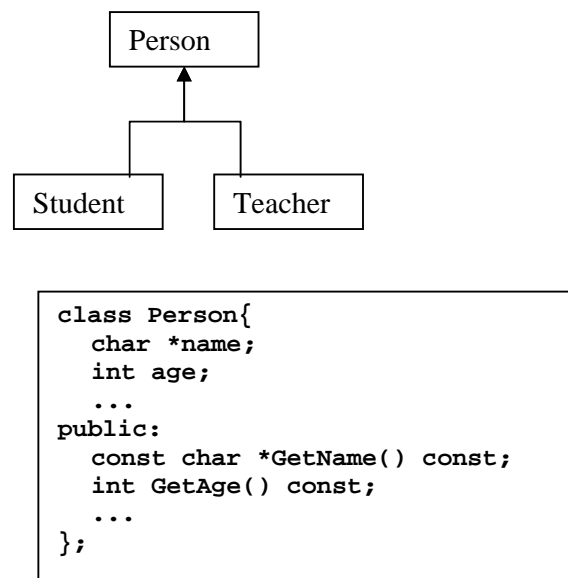 Person
Student Teacher
class Person{
char *name;
int age;
...
public:
const char *GetName() const;
int GetAge() const;
...
};